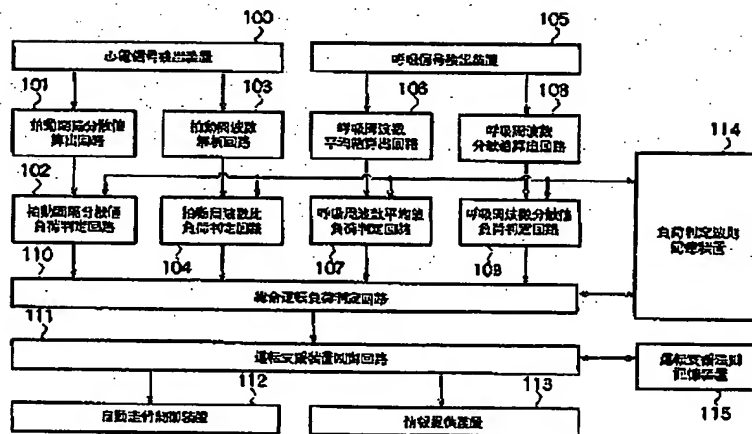 100
105
心電信号検出装置
呼吸信号検出装置
101
103
106
108
拍動間隔分散値
算出回路
拍動周波数
解析回路
呼吸周波数
平均値算出回路
呼吸周波数
分散値算出回路
114
102
拍動間隔分散値
負荷判定回路
拍動周波数比
負荷判定回路
呼吸周波数平均値
負荷判定回路
呼吸周波数分散値
負荷判定回路
負荷判定規則
記憶装置
110
104
107
109
総合運転負荷判定回路
111
運転支援装置制御回路
運転支援規則
記憶装置
112
113
115
自動走行制御装置
情報提供装置